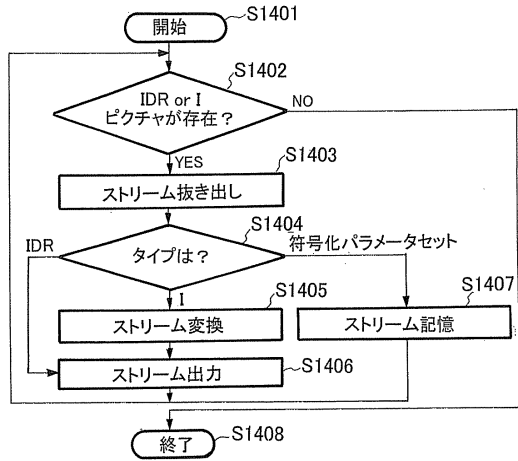 開始
S1401
S1402
IDR or I
ピクチャが存在？
NO
YES
S1403
ストリーム抜き出し
S1404
IDR
タイプは？
符号化パラメータセット
I
S1405
S1407
ストリーム変換
ストリーム記憶
ストリーム出力
S1406
終了
S1408